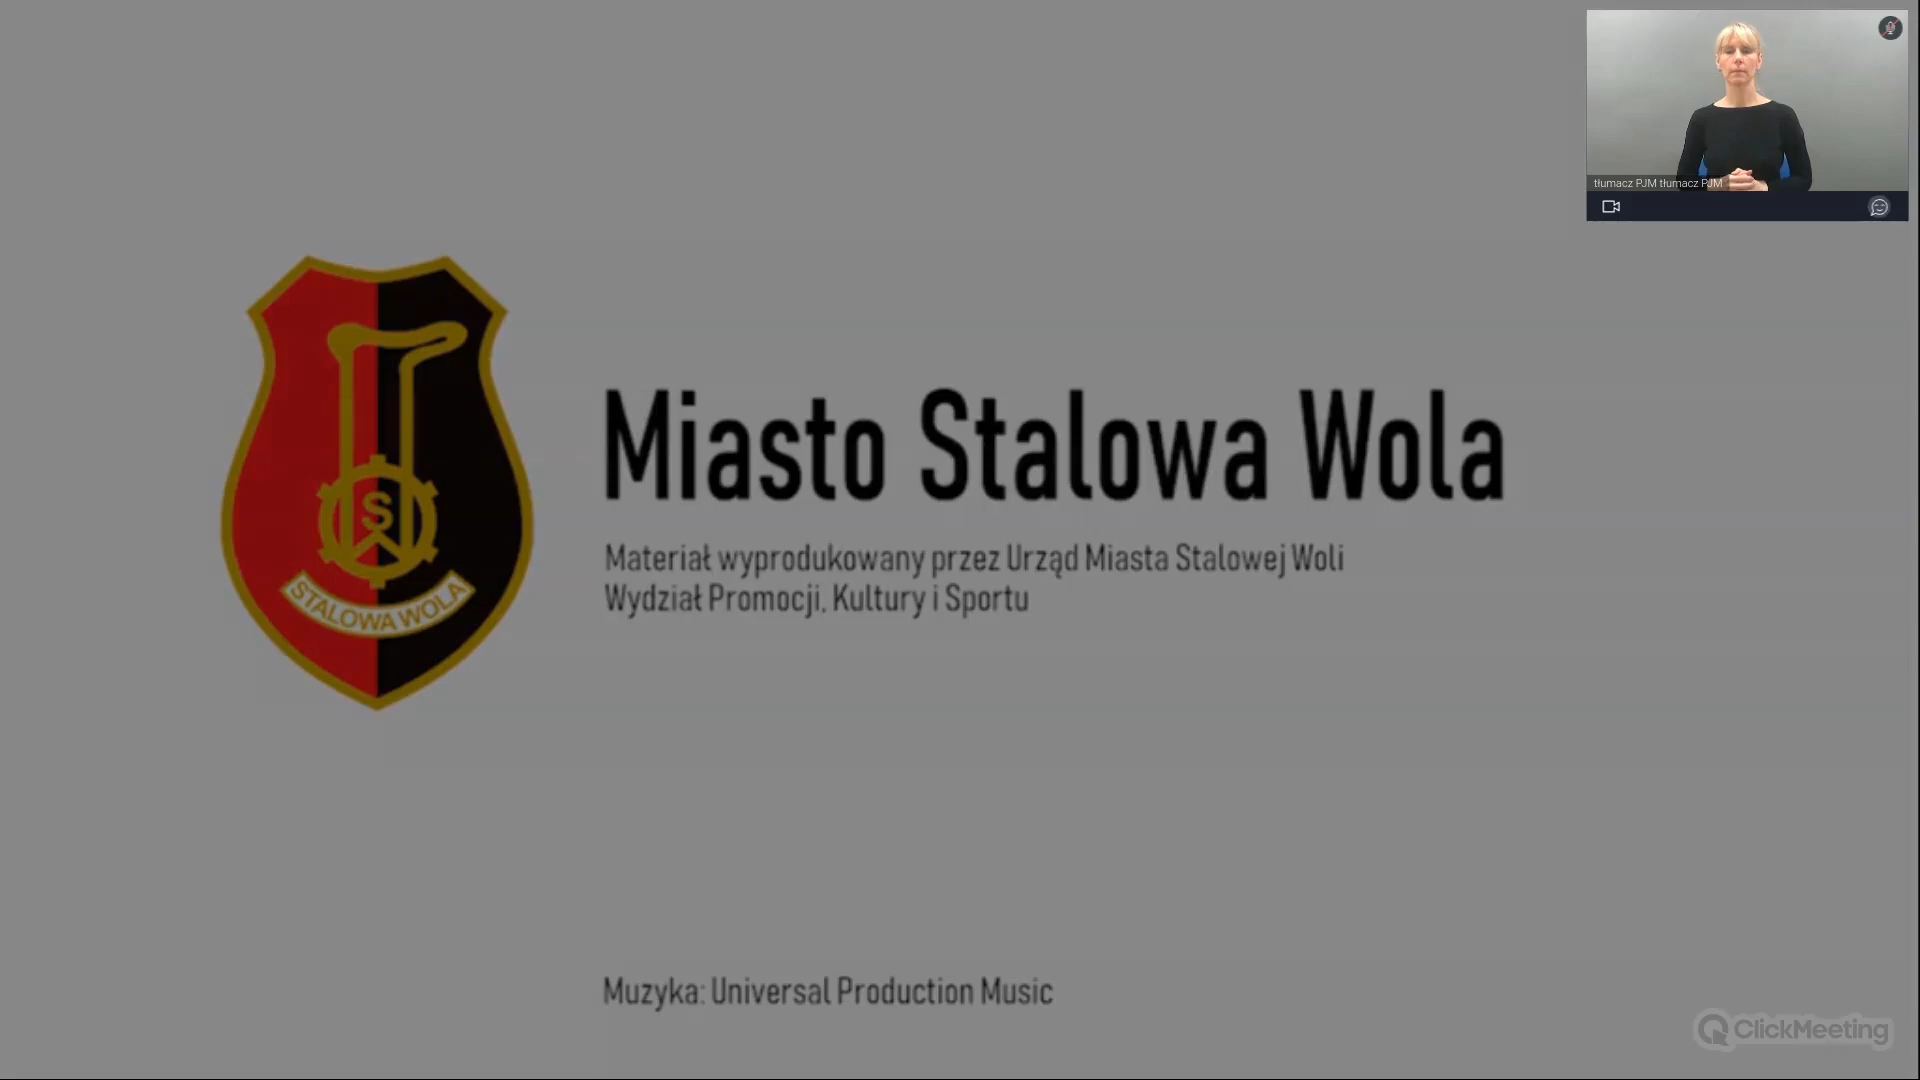 tłumacz PJM tłumacz PJM
S
STALOWA WOLA
Miasto Stalowa Wola
Materiał wyprodukowany przez Urząd Miasta Stalowej Woli
Wydział Promocji, Kultury i Sportu
Muzyka: Universal Production Music
ClickMeeting